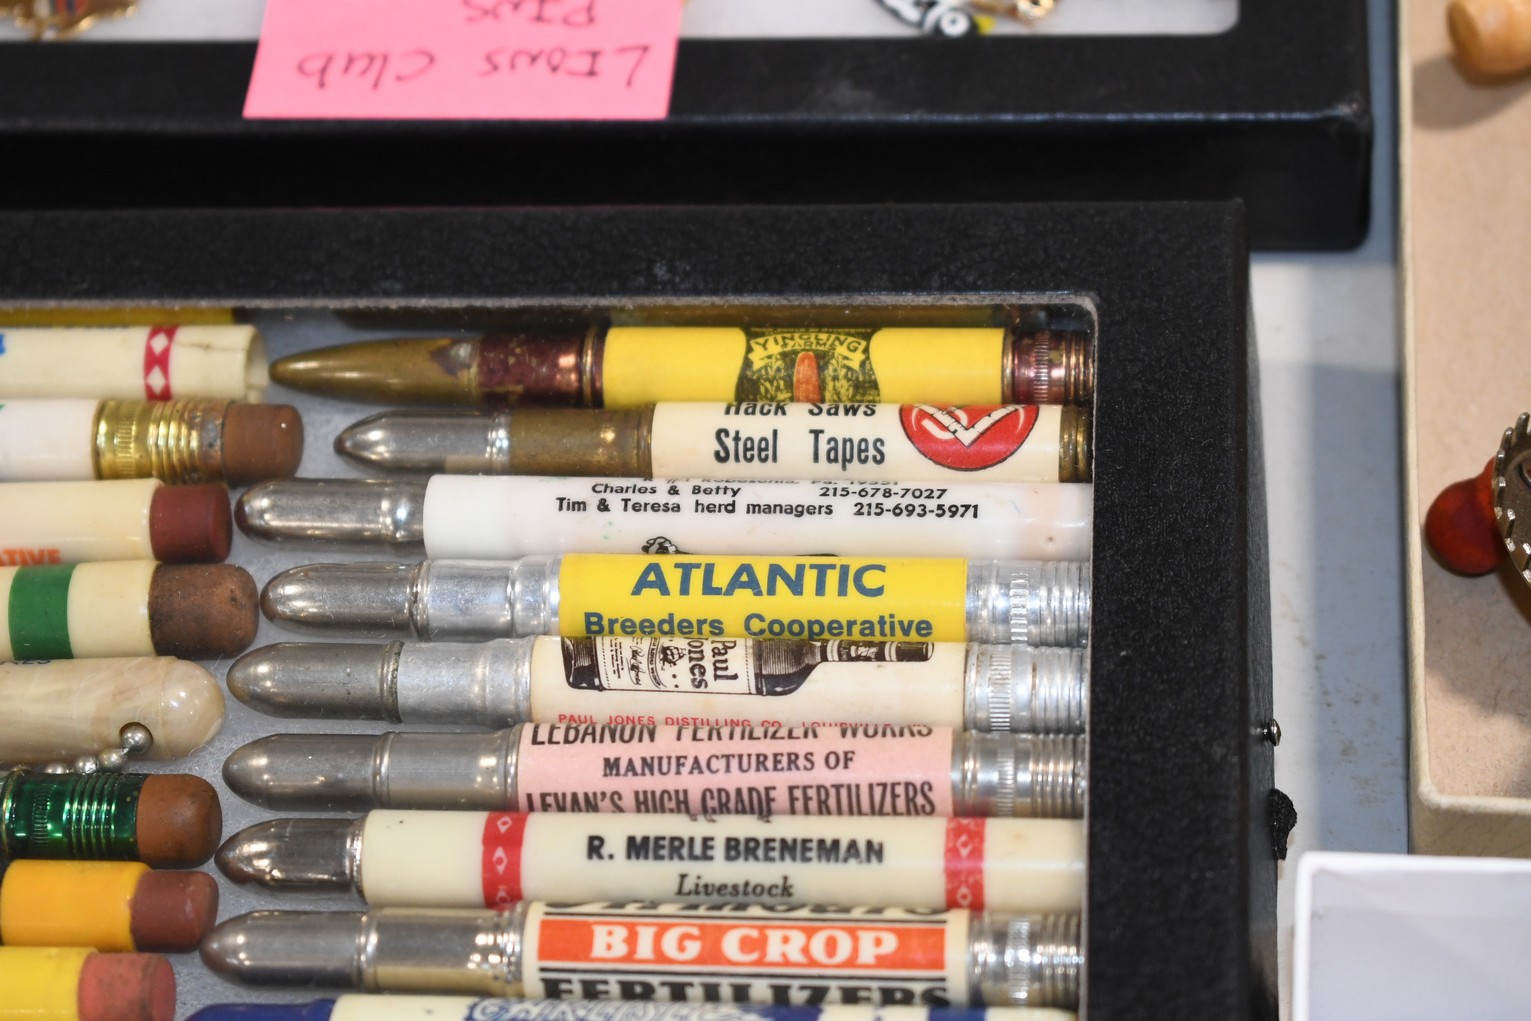 Lions Club
Pins
YINGLING
FARMS
Hack Saws
Steel Tapes
Charles & Betty 215-678-7027
Tim & Teresa herd managers 215-693-5971
ATLANTIC
Breeders Cooperative
Paul
Jones
PAUL JONES DISTILLING CO.
LEBANON FERTILIZER WORKS
MANUFACTURERS OF
LEVAN'S HIGH GRADE FERTILIZERS
R. MERLE BRENEMAN
Livestock
BIG CROP
FERTILIZERS